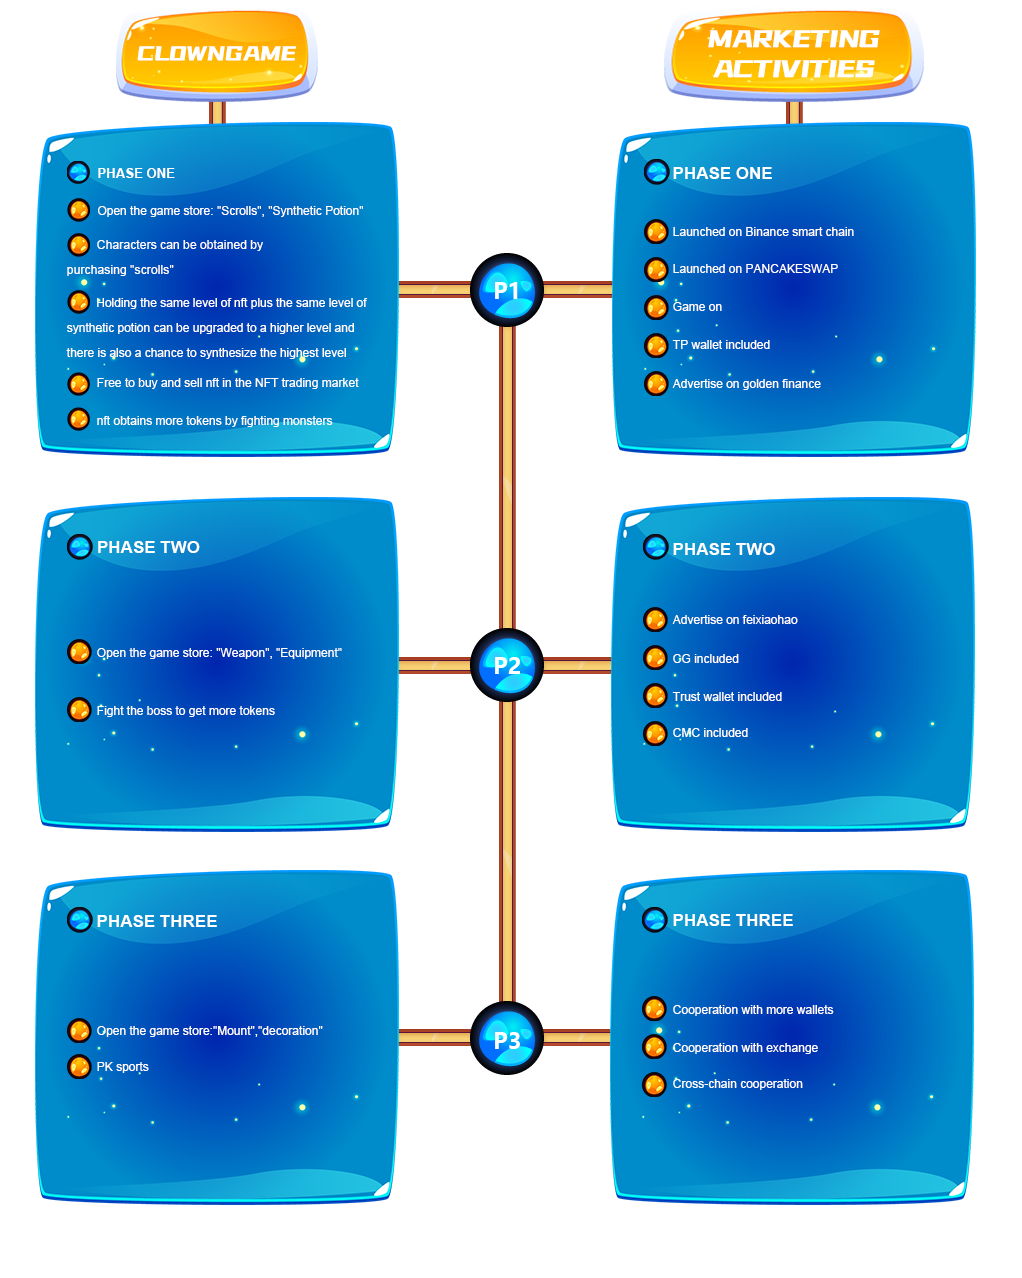 CLOWNGAME
PHASE ONE
Open the game store: "Scrolls", "Synthetic Potion"
Characters can be obtained by
purchasing "scrolls"
Holding the same level of nft plus the same level of
synthetic potion can be upgraded to a higher level and
there is also a chance to synthesize the highest level
Free to buy and sell nft in the NFT trading market
nft obtains more tokens by fighting monsters
MARKETING
ACTIVITIES
PHASE ONE
Launched on Binance smart chain
Launched on PANCAKESWAP
Game on
TP wallet included
Advertise on golden finance
P1
PHASE TWO
Open the game store: "Weapon", "Equipment"
Fight the boss to get more tokens
P2
PHASE TWO
Advertise on feixiaohao
GG included
Trust wallet included
CMC included
PHASE THREE
Open the game store:"Mount","decoration"
PK sports
P3
PHASE THREE
Cooperation with more wallets
Cooperation with exchange
Cross-chain cooperation